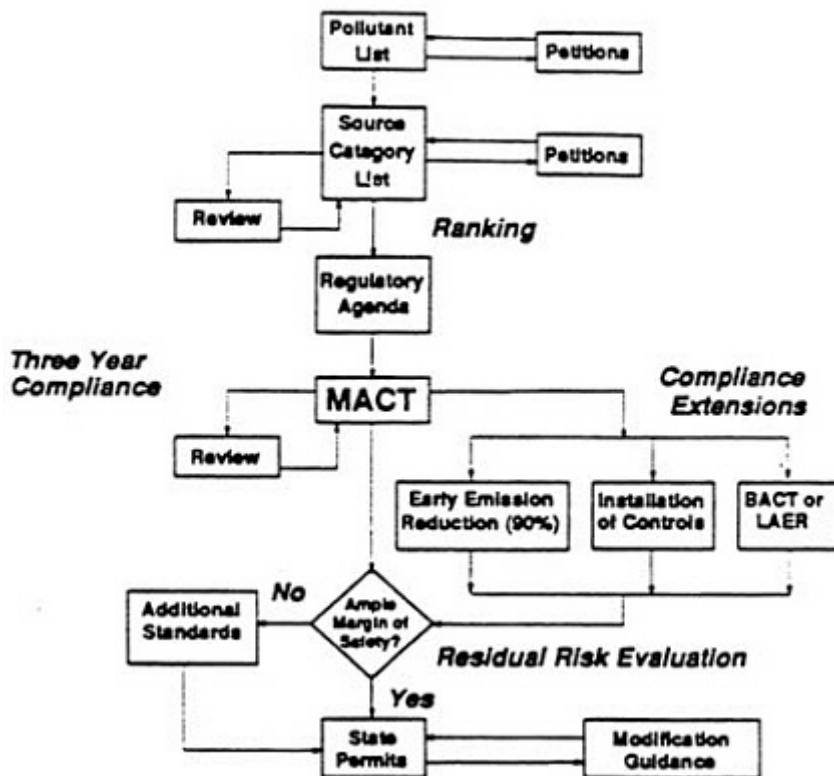 Pollutant
List
Petitions
Source
Catagory
List
Petitions
Review
Ranking
Regulatory
Agenda
Three Year
Compliance
MACT
Compliance
Extensions
Review
Early Emission
Reduction (90%)
Installation
of Controls
BACT or
LAER
Additional
Standards
No
Ample
Margin of
Safety?
Residual Risk Evaluation
Yes
State
Permits
Modification
Guidance